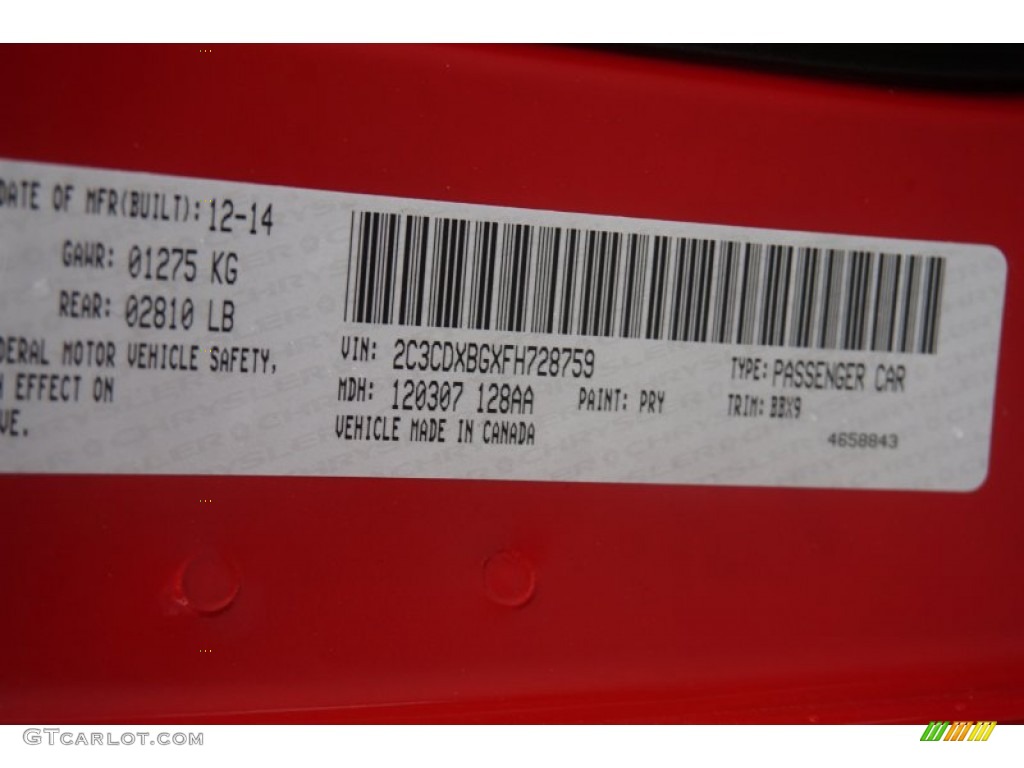 DATE OF MFR(BUILT): 12-14
GAWR: 01275 KG
REAR: 02810 LB
DERAL MOTOR VEHICLE SAFETY,
EFFECT ON
VE.
VIN: 2C3CDXBGXFH728759
TYPE: PASSENGER CAR
MDH: 120307 128AA
PAINT: PRY
TRIM: BBX9
VEHICLE MADE IN CANADA
4658843
GTCARLOT.COM